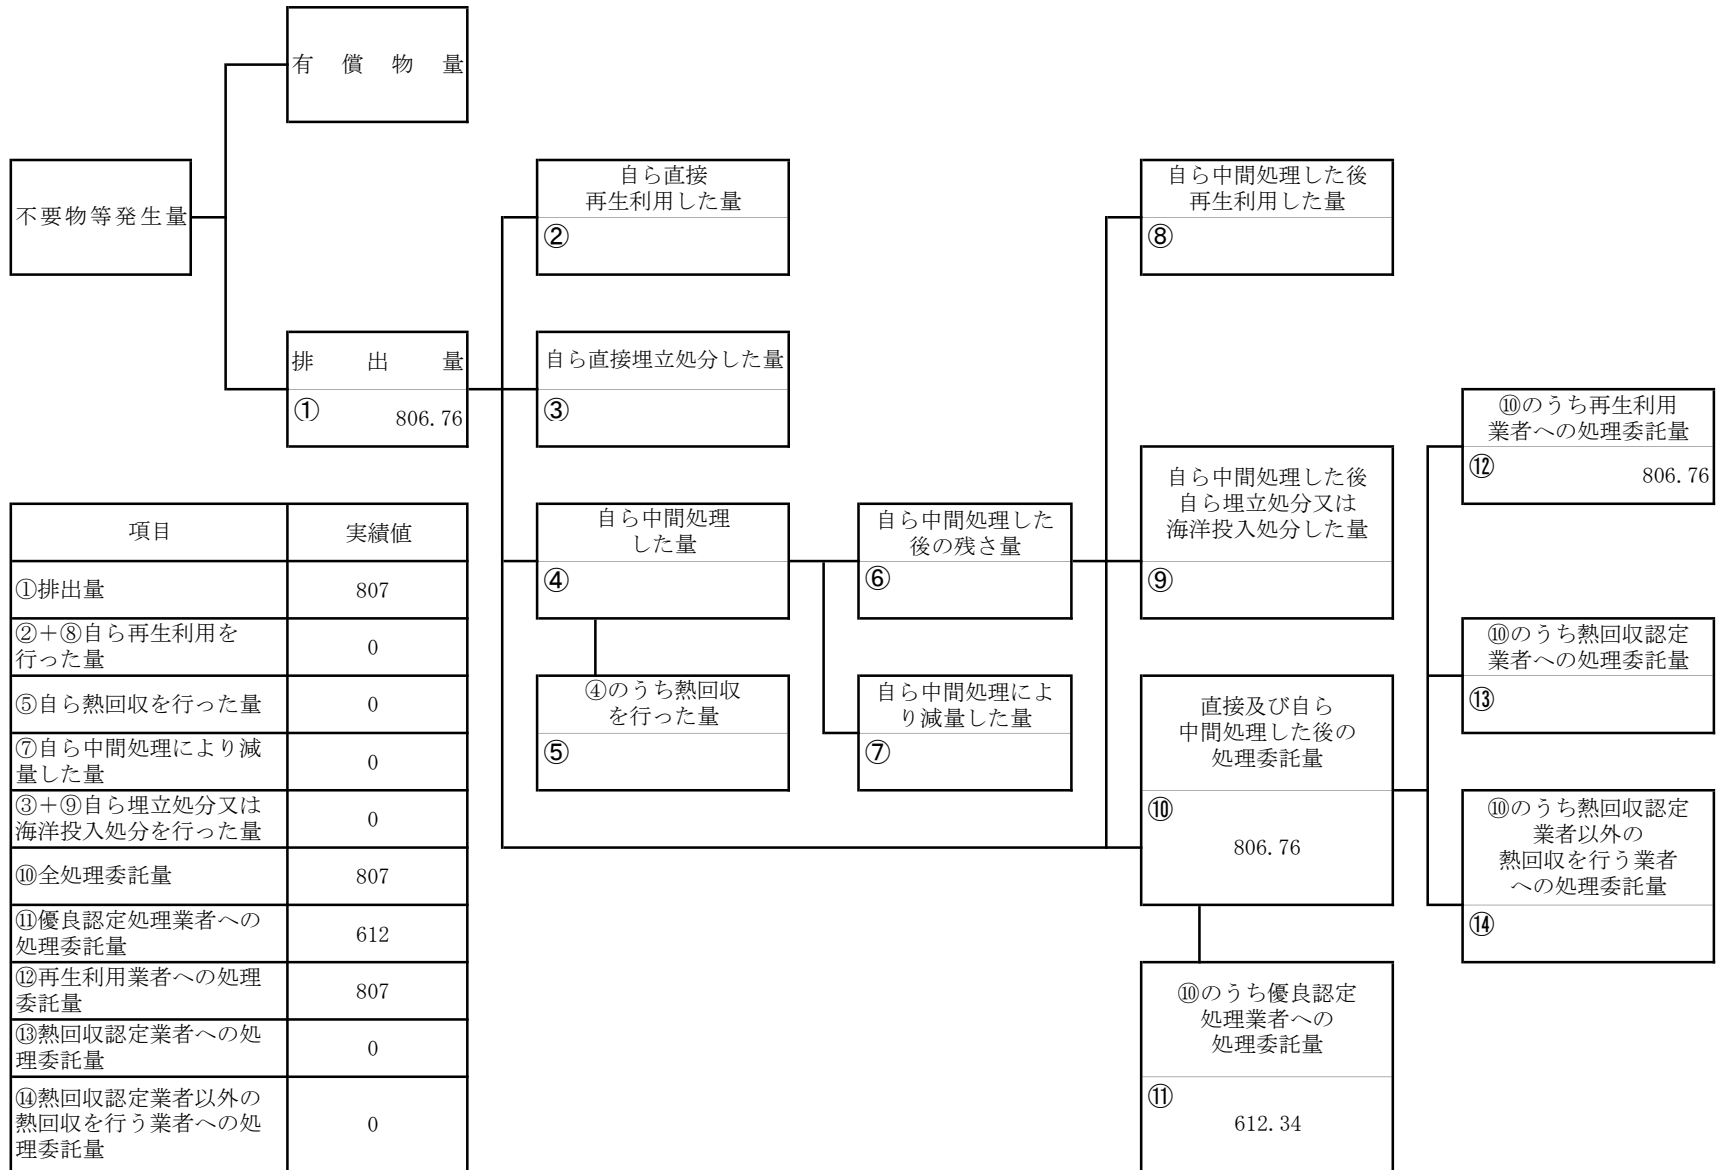 有償物量
不要物等発生量
自ら直接
再生利用した量
②
自ら中間処理した後
再生利用した量
⑧
排出量
① 806.76
自ら直接埋立処分した量
③
⑩のうち再生利用
業者への処理委託量
⑫ 806.76
自ら中間処理した後
自ら埋立処分又は
海洋投入処分した量
⑨
自ら中間処理
した量
④
自ら中間処理した
後の残さ量
⑥
⑩のうち熱回収認定
業者への処理委託量
⑬
④のうち熱回収
を行った量
⑤
自ら中間処理によ
り減量した量
⑦
直接及び自ら
中間処理した後の
処理委託量
⑩
806.76
⑩のうち熱回収認定
業者以外の
熱回収を行う業者
への処理委託量
⑭
⑩のうち優良認定
処理業者への
処理委託量
⑪
612.34
項目 実績値
①排出量 807
②+⑧自ら再生利用を
行った量 0
⑤自ら熱回収を行った量 0
⑦自ら中間処理により減
量した量 0
③+⑨自ら埋立処分又は
海洋投入処分を行った量 0
⑩全処理委託量 807
⑪優良認定処理業者への
処理委託量 612
⑫再生利用業者への処理
委託量 807
⑬熱回収認定業者への処
理委託量 0
⑭熱回収認定業者以外の
熱回収を行う業者への処
理委託量 0